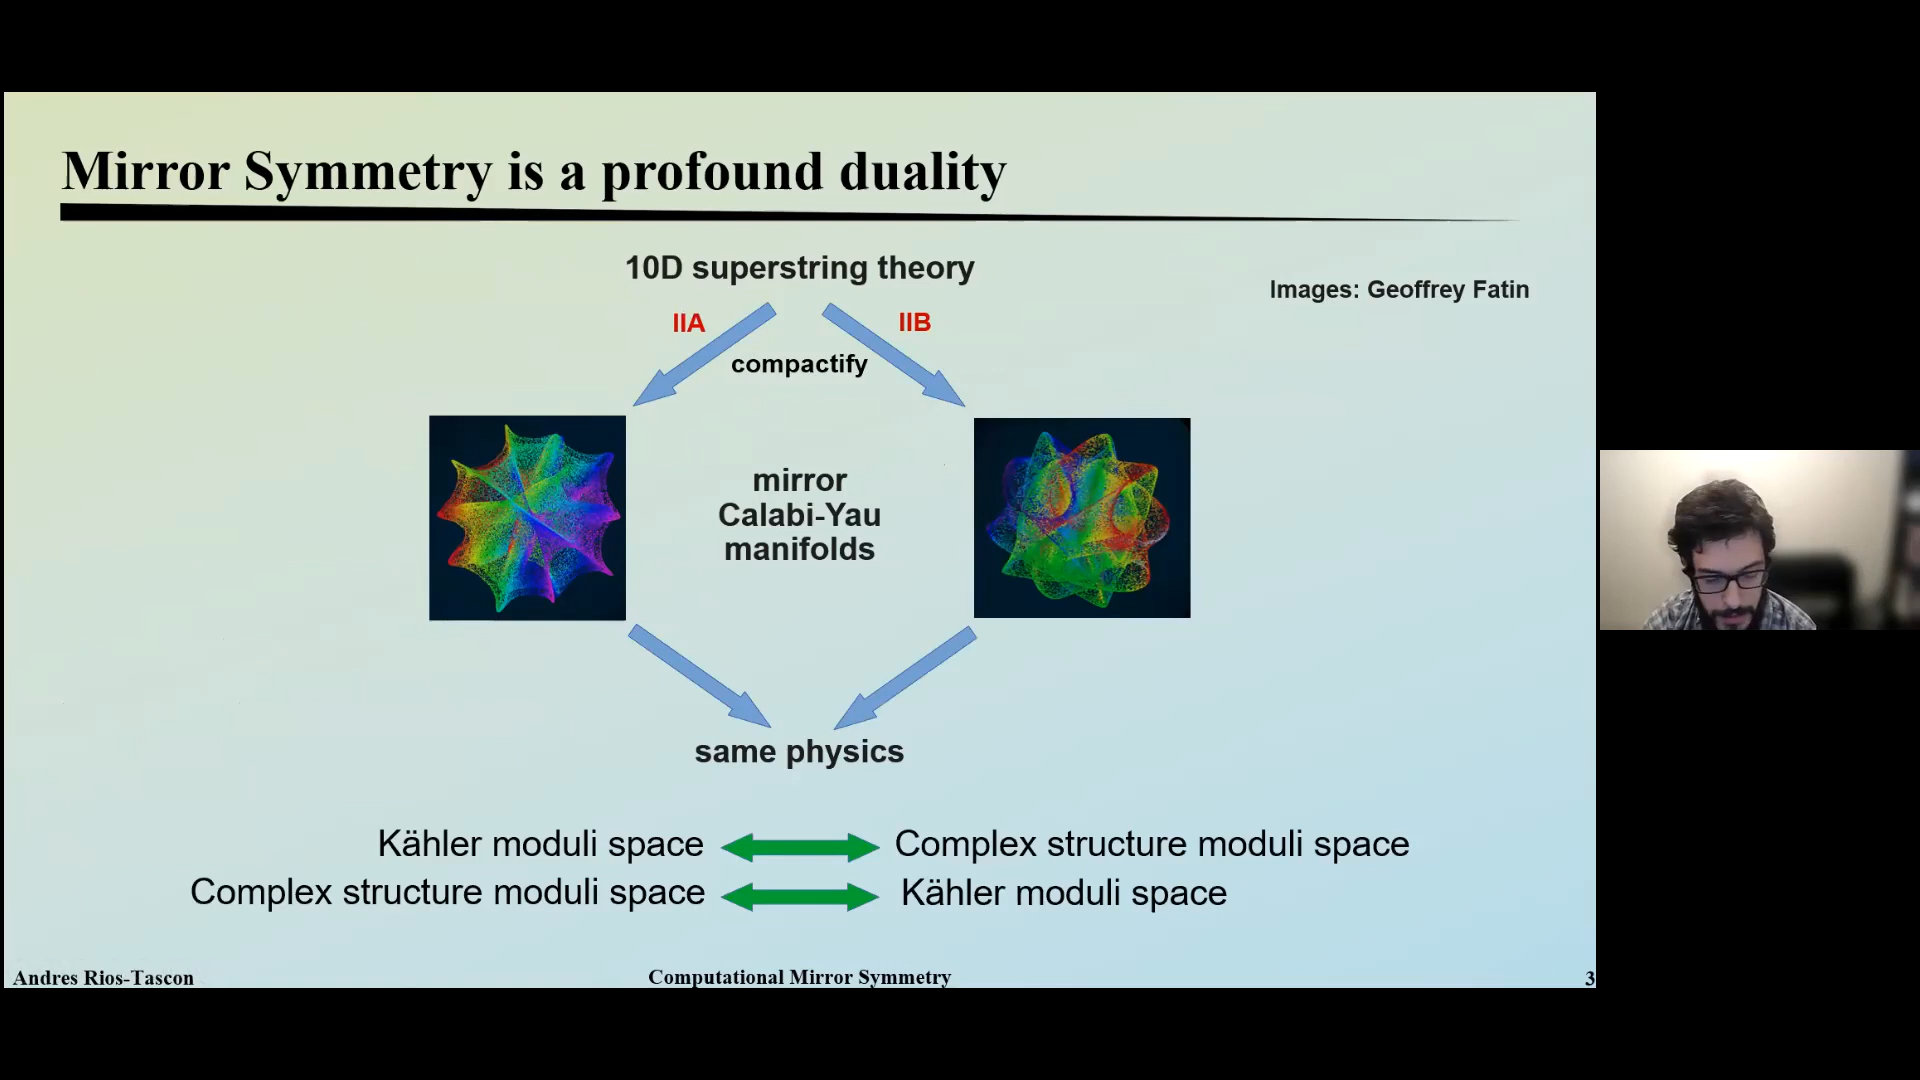 Mirror Symmetry is a profound duality
10D superstring theory
Images: Geoffrey Fatin
IIA
IIB
compactify
mirror
Calabi-Yau
manifolds
same physics
Kähler moduli space
Complex structure moduli space
Complex structure moduli space
Kähler moduli space
Andres Rios-Tascon
Computational Mirror Symmetry
3